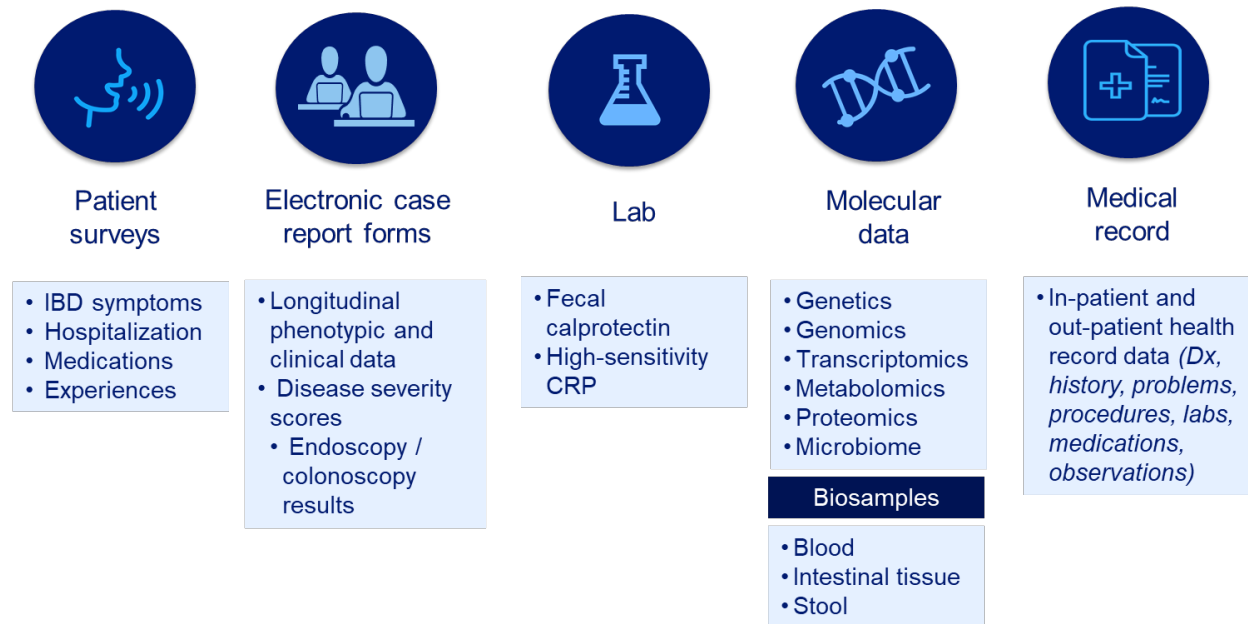 Patient
surveys
• IBD symptoms
• Hospitalization
• Medications
• Experiences
Electronic case
report forms
• Longitudinal
phenotypic and
clinical data
• Disease severity
scores
• Endoscopy /
colonoscopy
results
Lab
• Fecal
calprotectin
• High-sensitivity
CRP
Molecular
data
• Genetics
• Genomics
• Transcriptomics
• Metabolomics
• Proteomics
• Microbiome
Biosamples
• Blood
• Intestinal tissue
• Stool
Medical
record
• In-patient and
out-patient health
record data (Dx,
history, problems,
procedures, labs,
medications,
observations)